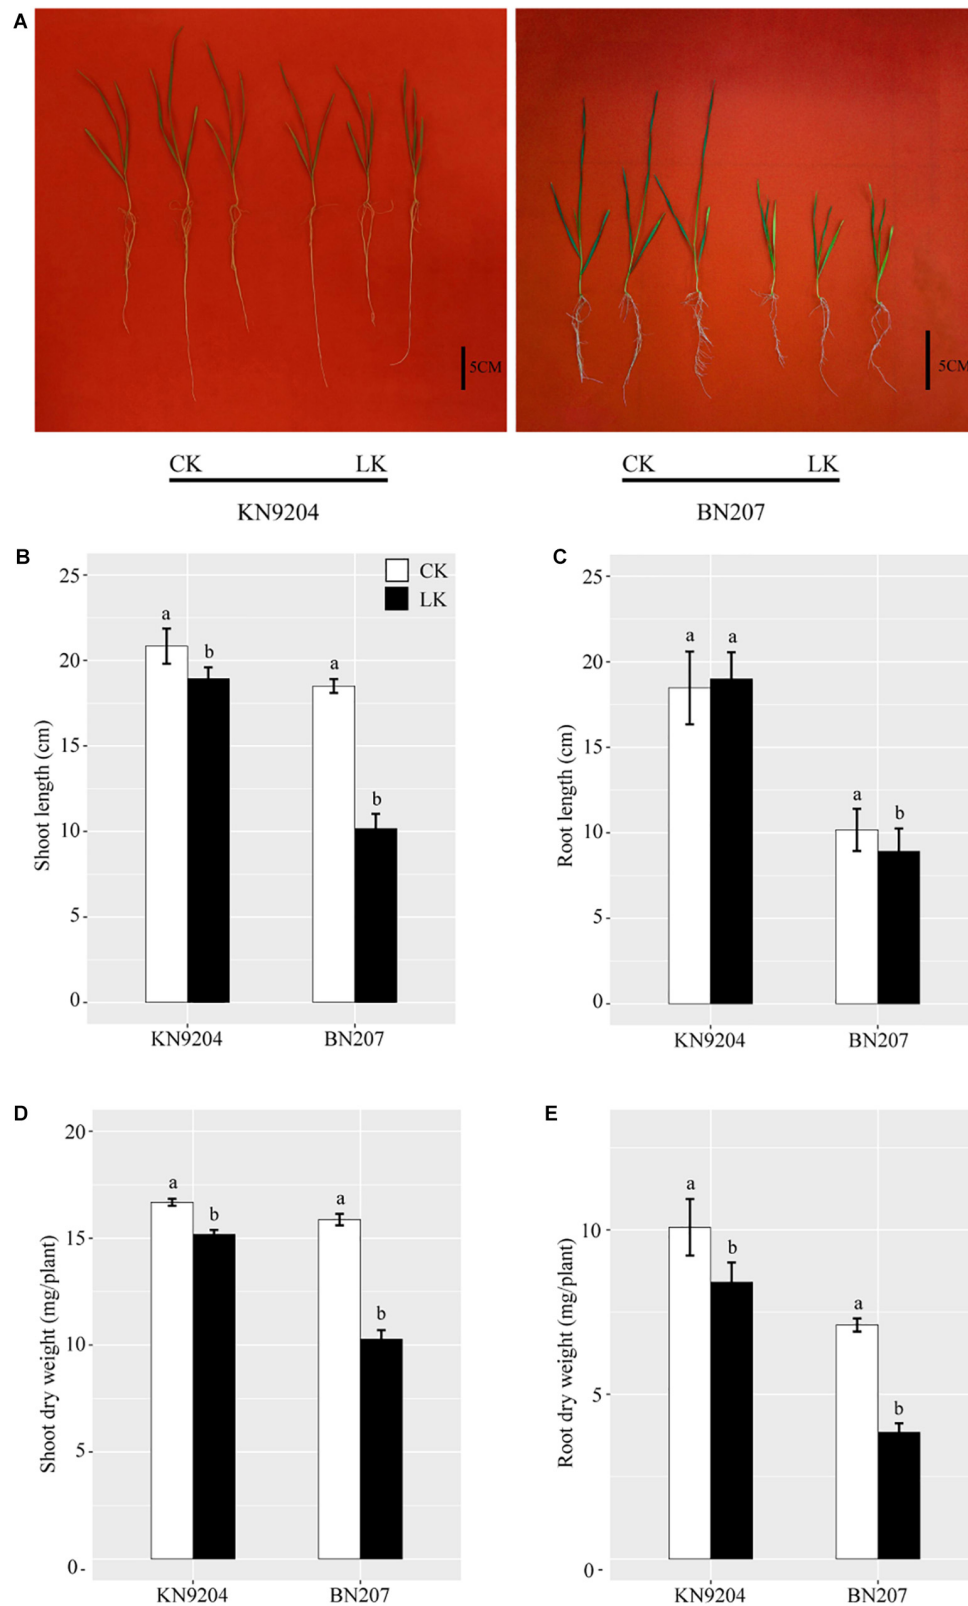 A
5CM
5CM
CK LK
CK LK
KN9204
BN207
B
CK
LK
25
20
15
10
5
0
a
b
a
b
Shoot length (cm)
KN9204
BN207
C
25
20
15
10
5
0
a
a
a
b
Root length (cm)
KN9204
BN207
D
20
15
10
5
0
a
b
a
b
Shoot dry weight (mg/plant)
KN9204
BN207
E
10
5
0
a
b
a
b
Root dry weight (mg/plant)
KN9204
BN207